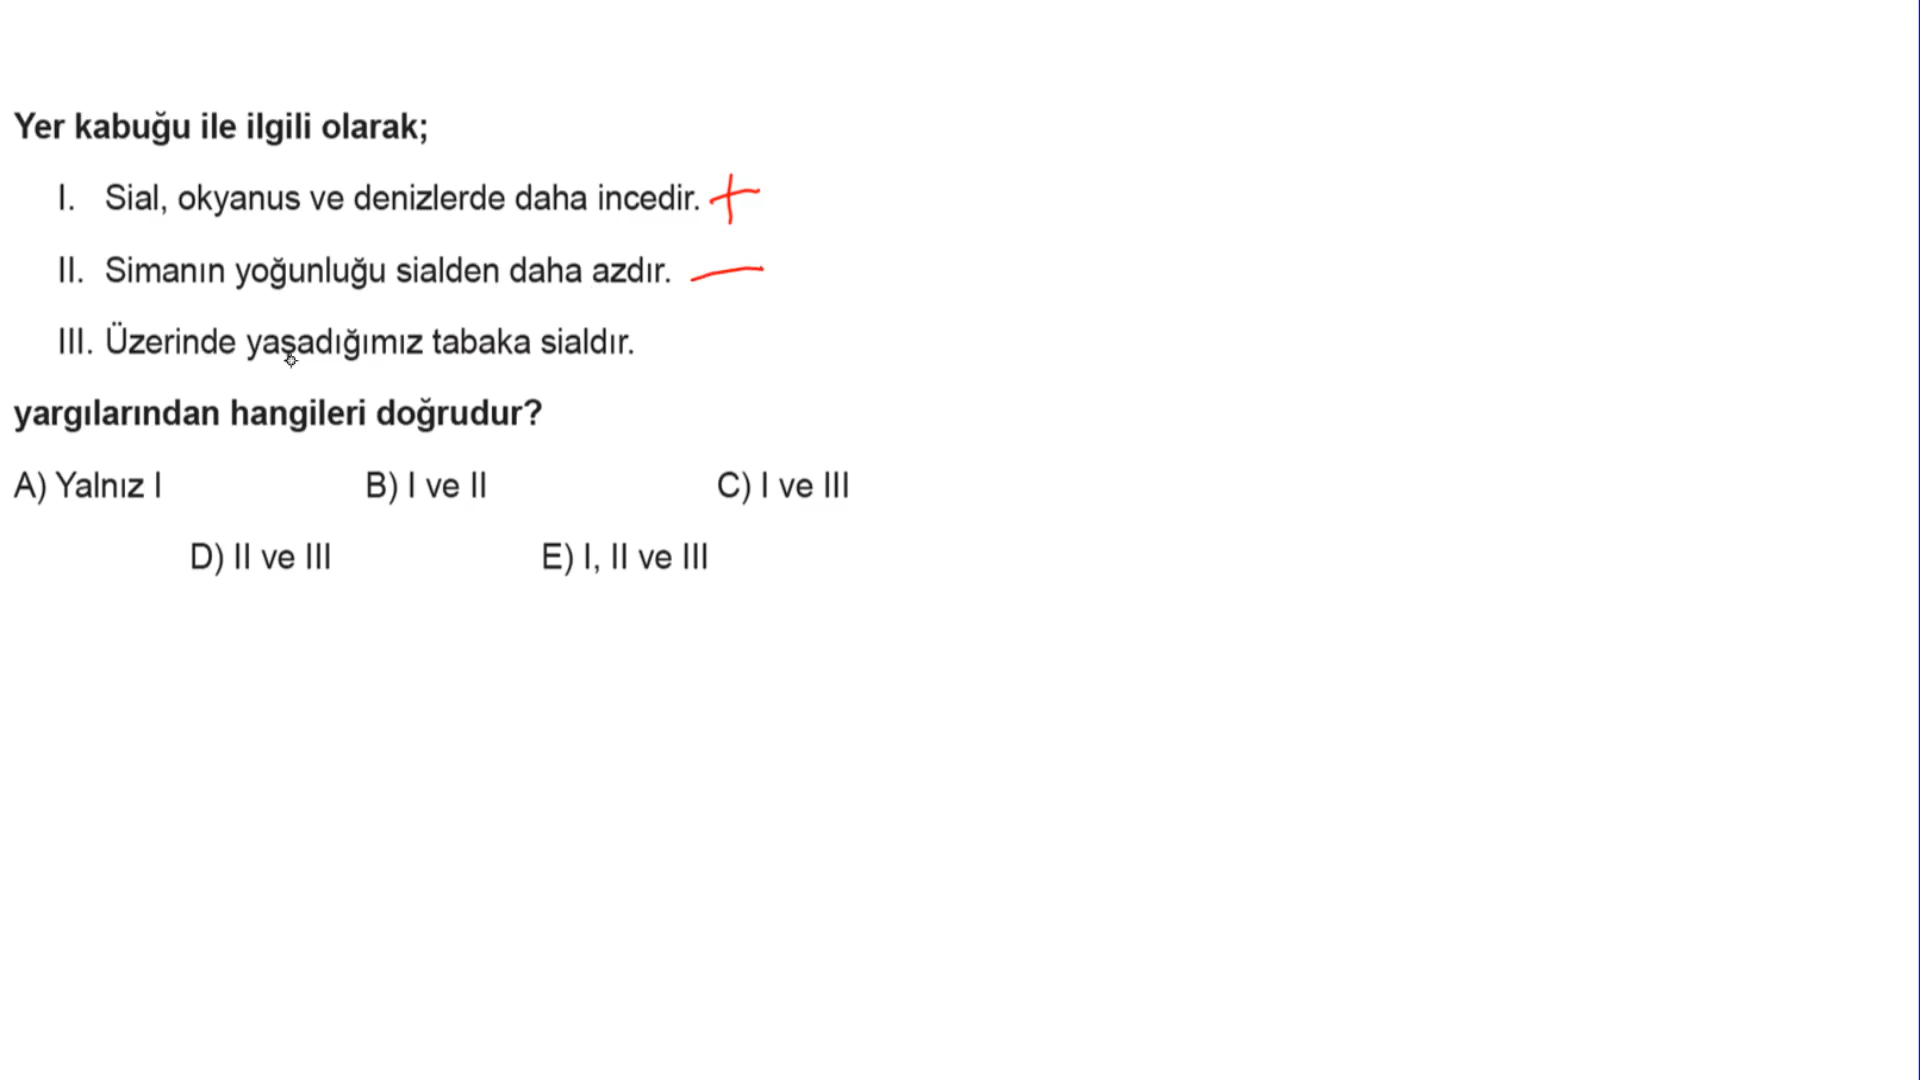 Yer kabuğu ile ilgili olarak;
I. Sial, okyanus ve denizlerde daha incedir. +
II. Simanın yoğunluğu sialden daha azdır. —
III. Üzerinde yaşadığımız tabaka sialdır.
yargılarından hangileri doğrudur?
A) Yalnız I B) I ve II C) I ve III
D) II ve III E) I, II ve III